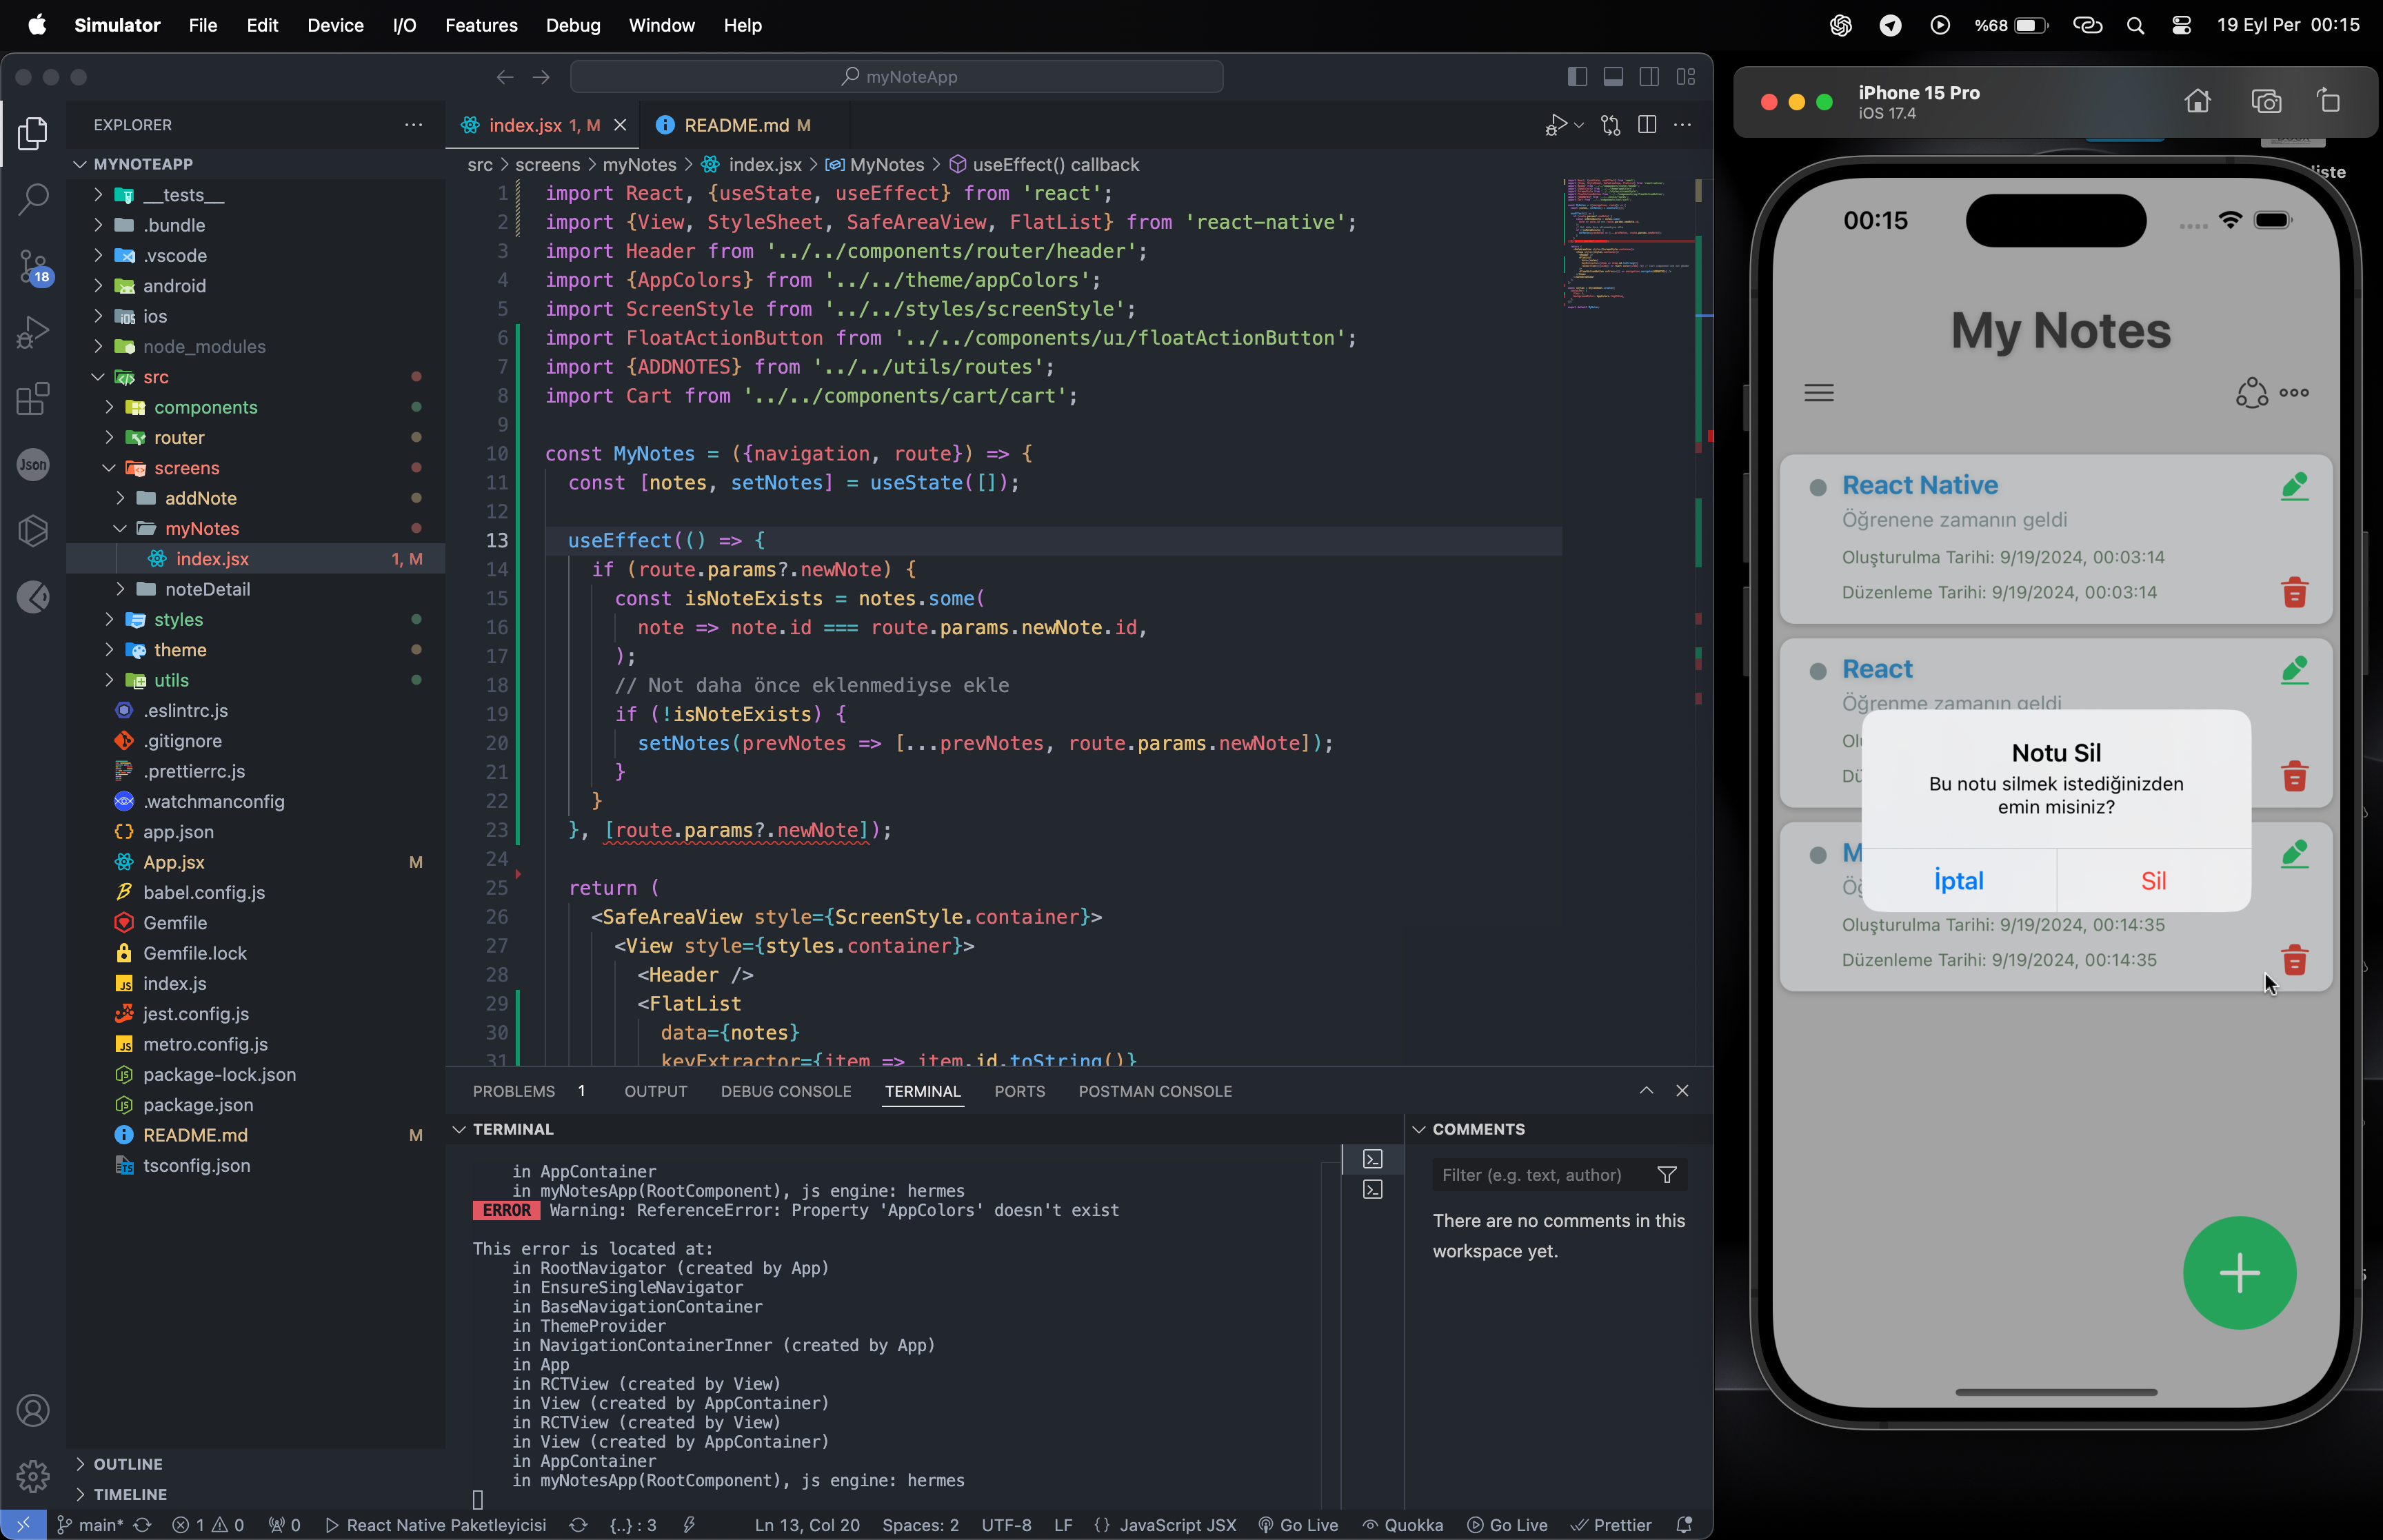 Simulator File Edit Device I/O Features Debug Window Help
%68 19 Eyl Per 00:15
myNoteApp
EXPLORER
MYNOTEAPP
__tests__
.bundle
.vscode
android
ios
node_modules
src
components
router
screens
addNote
myNotes
index.jsx 1, M
noteDetail
styles
theme
utils
.eslintrc.js
.gitignore
.prettierrc.js
.watchmanconfig
app.json
App.jsx M
babel.config.js
Gemfile
Gemfile.lock
index.js
jest.config.js
metro.config.js
package-lock.json
package.json
README.md M
tsconfig.json
OUTLINE
TIMELINE
18
Json
index.jsx 1, M
README.md M
src > screens > myNotes > index.jsx > MyNotes > useEffect() callback
1 import React, {useState, useEffect} from 'react';
2 import {View, StyleSheet, SafeAreaView, FlatList} from 'react-native';
3 import Header from '../../components/router/header';
4 import {AppColors} from '../../theme/appColors';
5 import ScreenStyle from '../../styles/screenStyle';
6 import FloatActionButton from '../../components/uı/floatActionButton';
7 import {ADDNOTES} from '../../utils/routes';
8 import Cart from '../../components/cart/cart';
9
10 const MyNotes = ({navigation, route}) => {
11 const [notes, setNotes] = useState([]);
12
13 useEffect(() => {
14 if (route.params?.newNote) {
15 const isNoteExists = notes.some(
16 note => note.id === route.params.newNote.id,
17 );
18 // Not daha önce eklenmediyse ekle
19 if (!isNoteExists) {
20 setNotes(prevNotes => [...prevNotes, route.params.newNote]);
21 }
22 }
23 }, [route.params?.newNote]);
24
25 return (
26 <SafeAreaView style={ScreenStyle.container}>
27 <View style={styles.container}>
28 <Header />
29 <FlatList
30 data={notes}
31 keyExtractor={item => item.id.toString()}
PROBLEMS 1 OUTPUT DEBUG CONSOLE TERMINAL PORTS POSTMAN CONSOLE
TERMINAL
in AppContainer
in myNotesApp(RootComponent), js engine: hermes
ERROR Warning: ReferenceError: Property 'AppColors' doesn't exist
This error is located at:
in RootNavigator (created by App)
in EnsureSingleNavigator
in BaseNavigationContainer
in ThemeProvider
in NavigationContainerInner (created by App)
in App
in RCTView (created by View)
in View (created by AppContainer)
in RCTView (created by View)
in View (created by AppContainer)
in AppContainer
in myNotesApp(RootComponent), js engine: hermes
COMMENTS
Filter (e.g. text, author)
There are no comments in this
workspace yet.
main* 1 0 0 React Native Paketleyicisi {..} : 3 Ln 13, Col 20 Spaces: 2 UTF-8 LF {} JavaScript JSX Go Live Quokka Go Live Prettier
iPhone 15 Pro
iOS 17.4
liste
00:15
My Notes
React Native
Öğrenene zamanın geldi
Oluşturulma Tarihi: 9/19/2024, 00:03:14
Düzenleme Tarihi: 9/19/2024, 00:03:14
React
Öğrenme zamanın geldi
Olu
Dü
Notu Sil
Bu notu silmek istediğinizden
emin misiniz?
İptal Sil
M
Öğ
Oluşturulma Tarihi: 9/19/2024, 00:14:35
Düzenleme Tarihi: 9/19/2024, 00:14:35